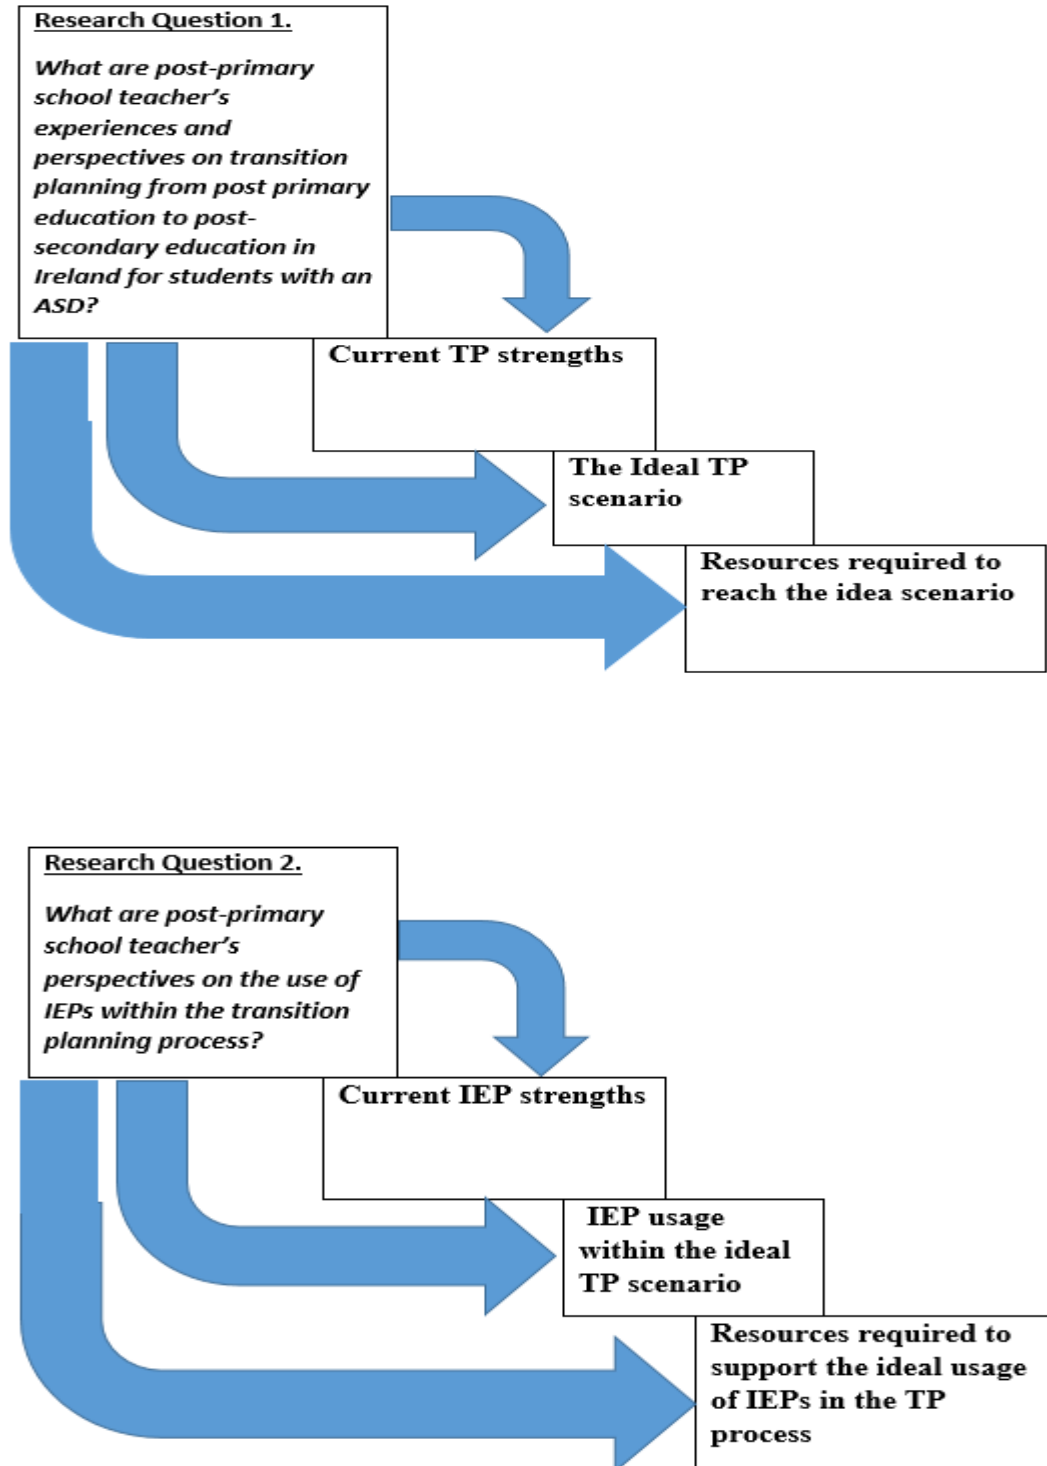 Research Question 1.
What are post-primary
school teacher’s
experiences and
perspectives on transition
planning from post primary
education to post-
secondary education in
Ireland for students with an
ASD?
Current TP strengths
The Ideal TP
scenario
Resources required to
reach the idea scenario
Research Question 2.
What are post-primary
school teacher’s
perspectives on the use of
IEPs within the transition
planning process?
Current IEP strengths
IEP usage
within the ideal
TP scenario
Resources required to
support the ideal usage
of IEPs in the TP
process